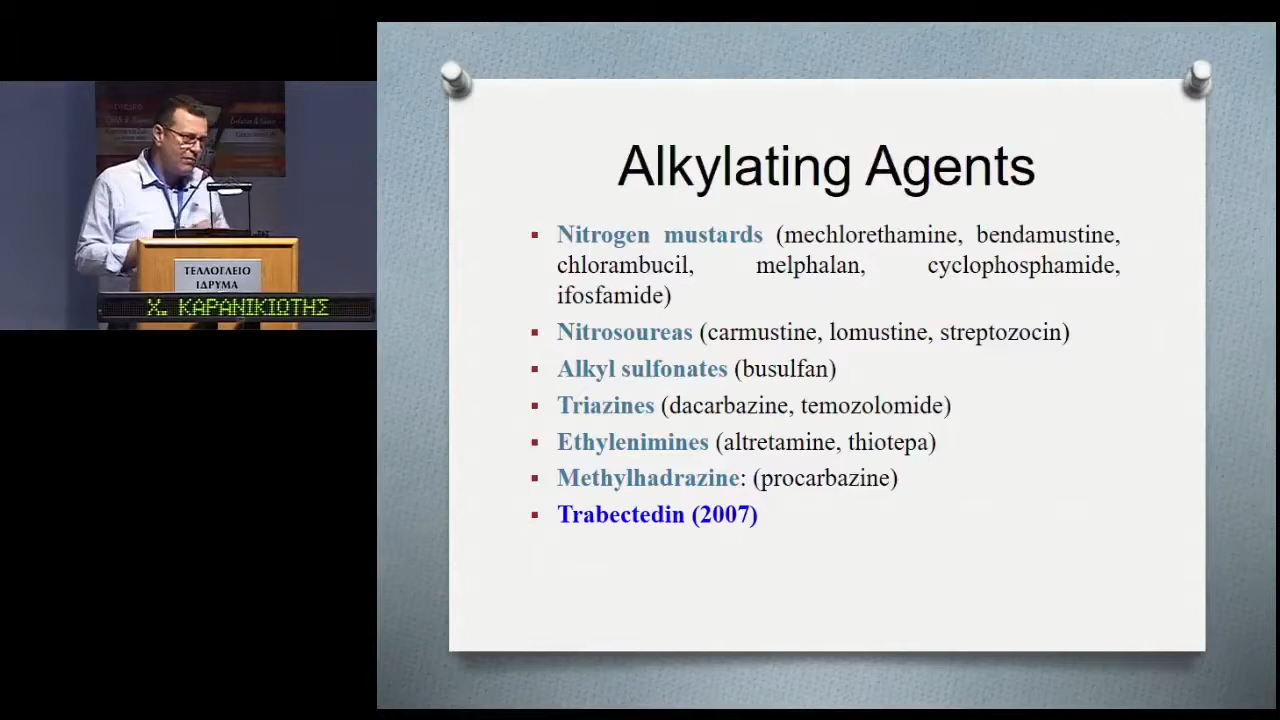 Alkylating Agents
Nitrogen mustards (mechlorethamine, bendamustine,
chlorambucil, melphalan, cyclophosphamide,
ifosfamide)
Nitrosoureas (carmustine, lomustine, streptozocin)
Alkyl sulfonates (busulfan)
Triazines (dacarbazine, temozolomide)
Ethylenimines (altretamine, thiotepa)
Methylhadrazine: (procarbazine)
Trabectedin (2007)
ΤΕΛΛΟΓΛΕΙΟ
ΙΔΡΥΜΑ
Χ. ΚΑΡΑΝΙΚΙΩΤΗΣ